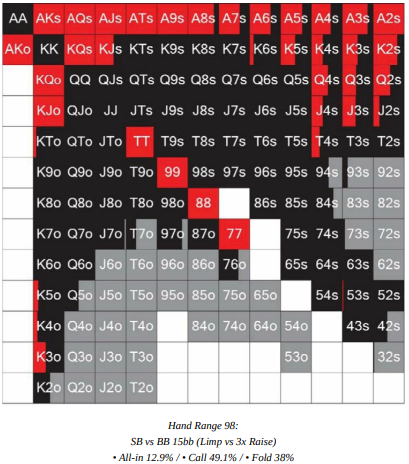 AA AKs AQs AJs ATs A9s A8s A7s A6s A5s A4s A3s A2s
AKo KK KQs KJs KTs K9s K8s K7s K6s K5s K4s K3s K2s
KQo QQ QJs QTs Q9s Q8s Q7s Q6s Q5s Q4s Q3s Q2s
KJo QJo JJ JTs J9s J8s J7s J6s J5s J4s J3s J2s
KTo QTo JTo TT T9s T8s T7s T6s T5s T4s T3s T2s
K9o Q9o J9o T9o 99 98s 97s 96s 95s 94s 93s 92s
K8o Q8o J8o T8o 98o 88 86s 85s 84s 83s 82s
K7o Q7o J7o T7o 97o 87o 77 75s 74s 73s 72s
K6o Q6o J6o T6o 96o 86o 76o 65s 64s 63s 62s
K5o Q5o J5o T5o 95o 85o 75o 65o 54s 53s 52s
K4o Q4o J4o T4o 84o 74o 64o 54o 43s 42s
K3o Q3o J3o T3o 53o 32s
K2o Q2o J2o T2o
Hand Range 98:
SB vs BB 15bb (Limp vs 3x Raise)
• All-in 12.9% / • Call 49.1% / • Fold 38%